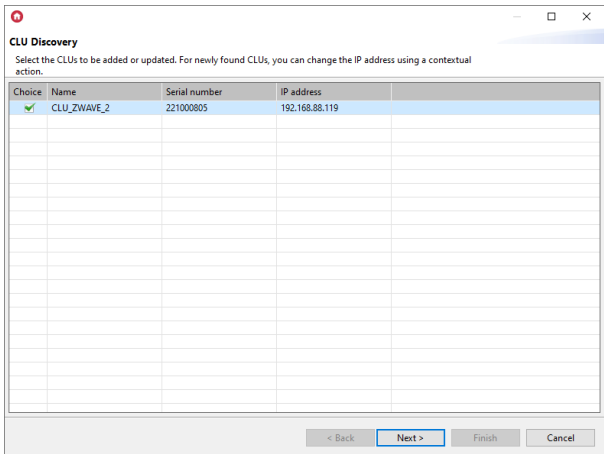 CLU Discovery
Select the CLUs to be added or updated. For newly found CLUs, you can change the IP address using a contextual
action.
Choice Name Serial number IP address
CLU_ZWAVE_2 221000805 192.168.88.119
< Back Next > Finish Cancel